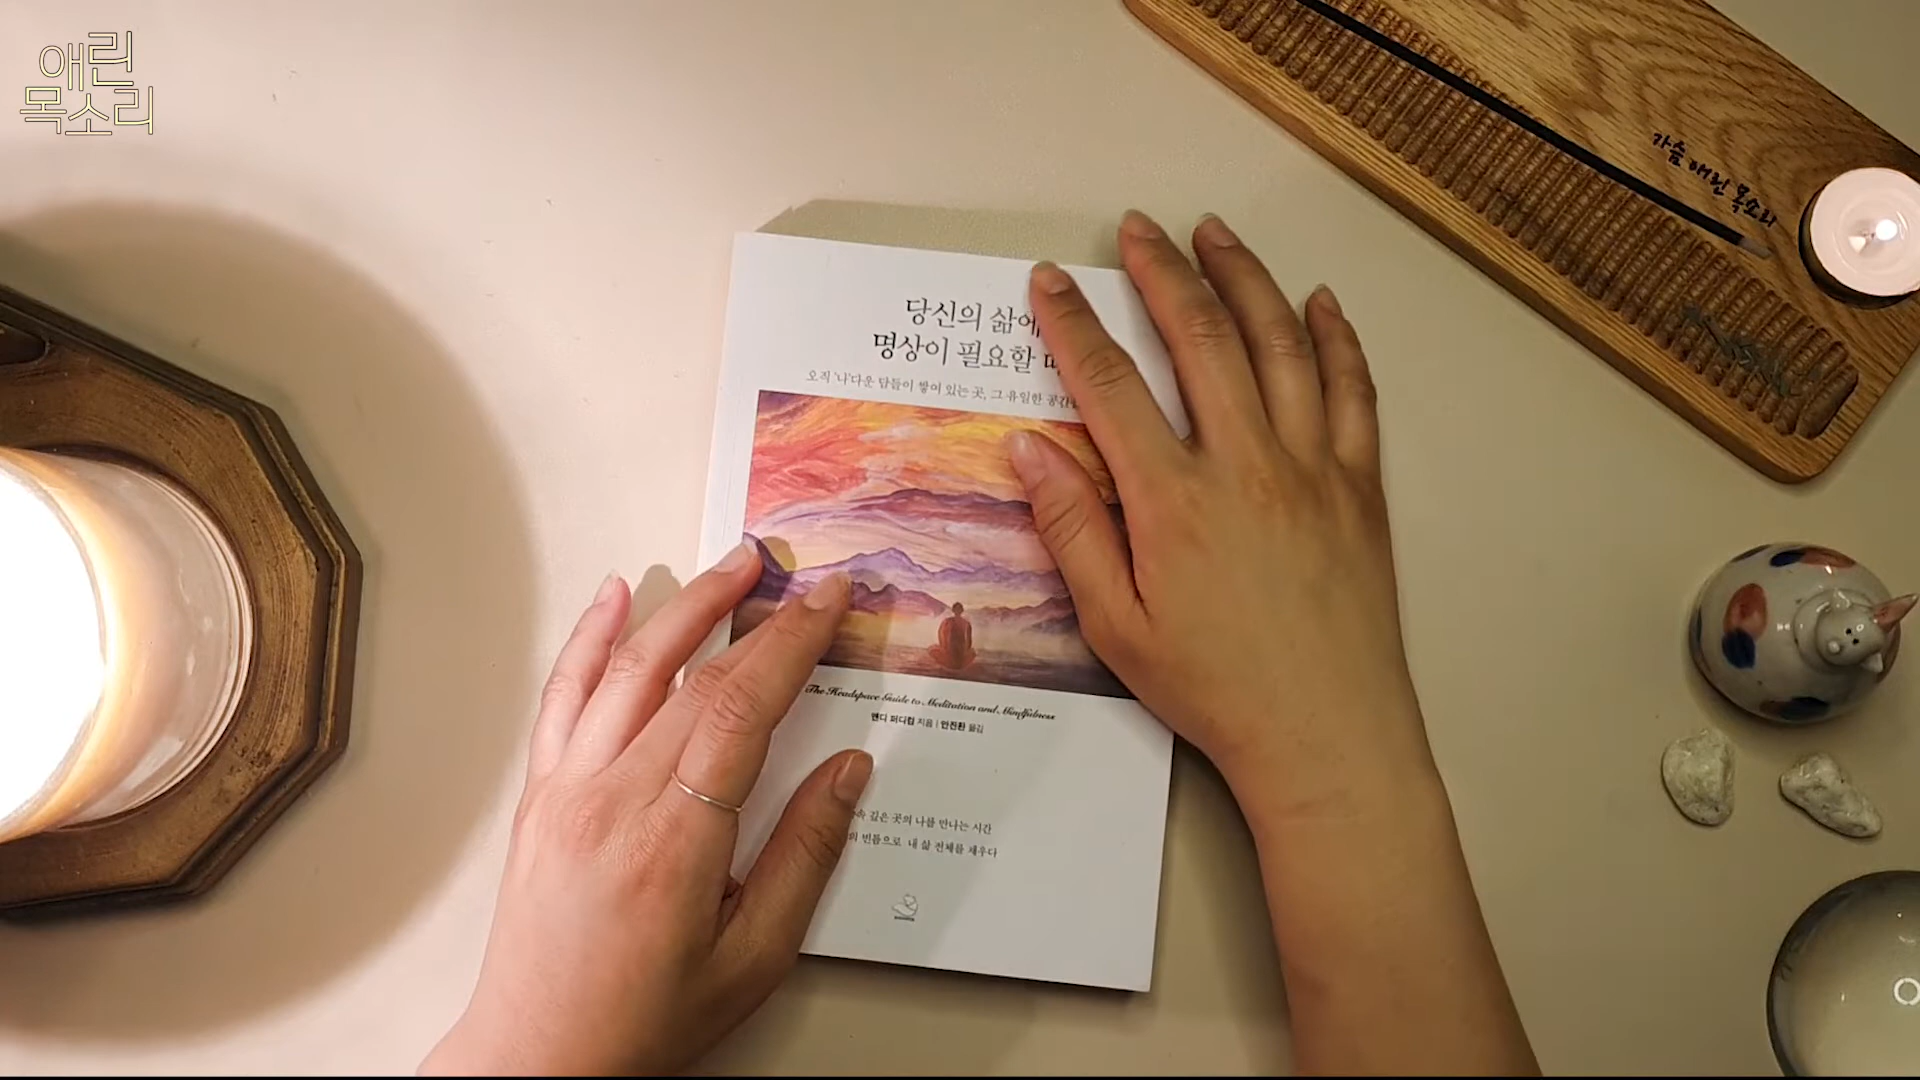 애린
목소리
가슴 애린 목소리
당신의 삶에
명상이 필요할 때
오직 '나'다운 답들이 쌓여 있는 곳, 그 유일한 공간
The Headspace Guide to Meditation and Mindfulness
앤디 퍼디컴 지음 | 안진환 옮김
속 깊은 곳의 나를 만나는 시간
의 빈틈으로 내 삶 전체를 채우다